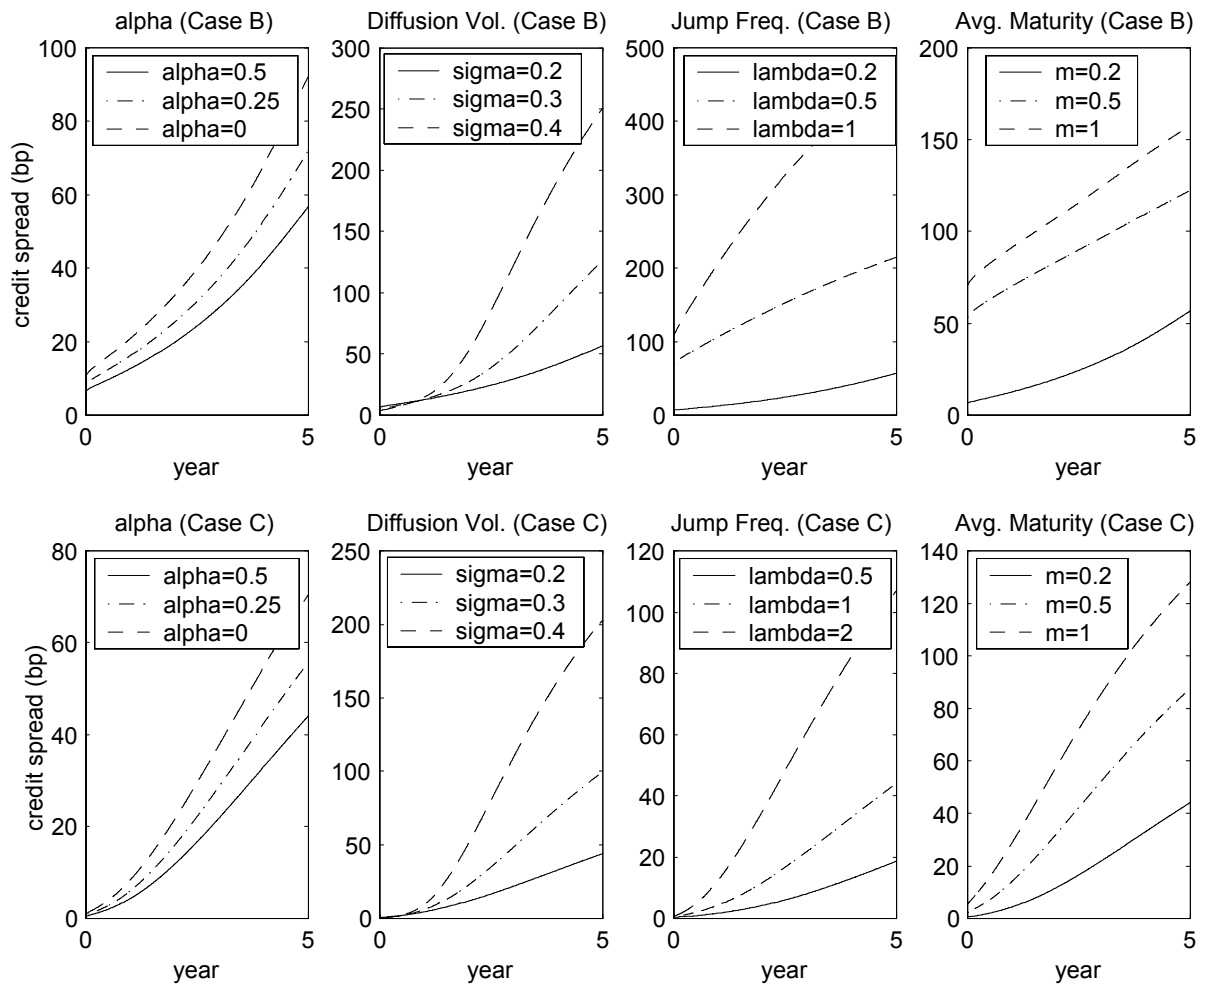 alpha (Case B)
credit spread (bp)
100
80
60
40
20
0
alpha=0.5
alpha=0.25
alpha=0
0 5
year
Diffusion Vol. (Case B)
300
250
200
150
100
50
0
sigma=0.2
sigma=0.3
sigma=0.4
0 5
year
Jump Freq. (Case B)
500
400
300
200
100
0
lambda=0.2
lambda=0.5
lambda=1
0 5
year
Avg. Maturity (Case B)
200
150
100
50
0
m=0.2
m=0.5
m=1
0 5
year
alpha (Case C)
credit spread (bp)
80
60
40
20
0
alpha=0.5
alpha=0.25
alpha=0
0 5
year
Diffusion Vol. (Case C)
250
200
150
100
50
0
sigma=0.2
sigma=0.3
sigma=0.4
0 5
year
Jump Freq. (Case C)
120
100
80
60
40
20
0
lambda=0.5
lambda=1
lambda=2
0 5
year
Avg. Maturity (Case C)
140
120
100
80
60
40
20
0
m=0.2
m=0.5
m=1
0 5
year